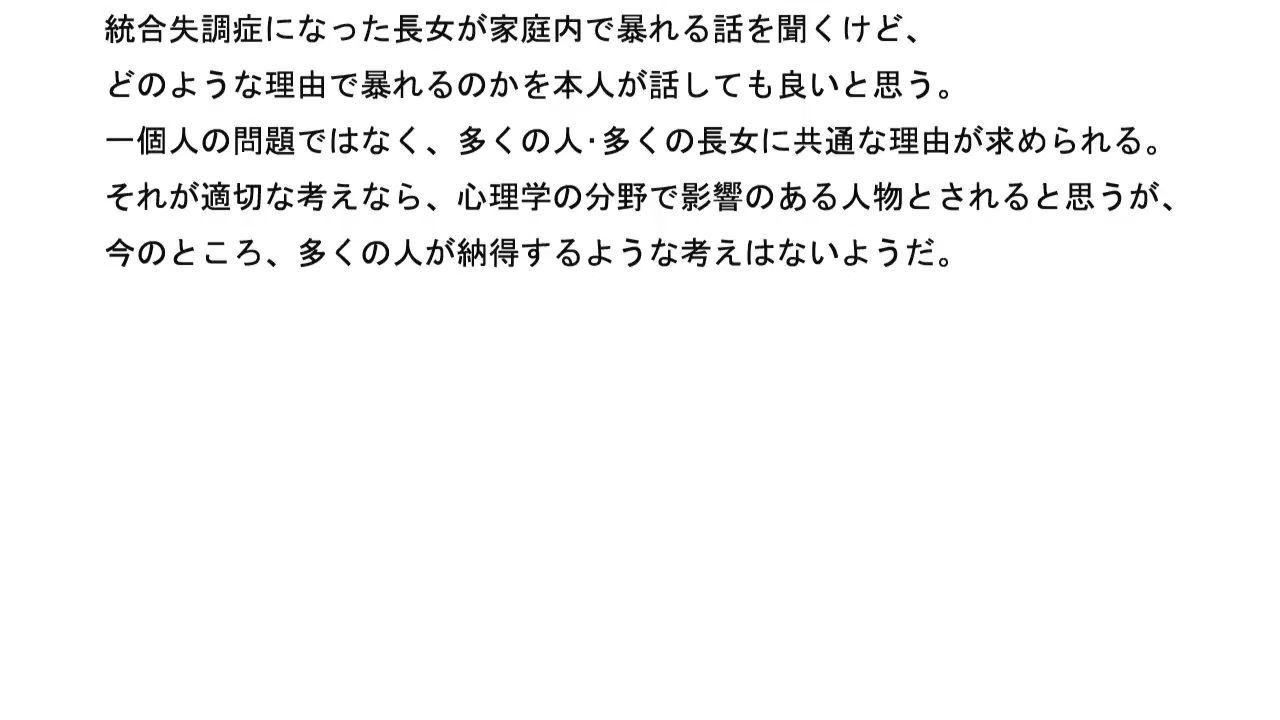 統合失調症になった長女が家庭内で暴れる話を聞くけど、
どのような理由で暴れるのかを本人が話しても良いと思う。
一個人の問題ではなく、多くの人･多くの長女に共通な理由が求められる。
それが適切な考えなら、心理学の分野で影響のある人物とされると思うが、
今のところ、多くの人が納得するような考えはないようだ。